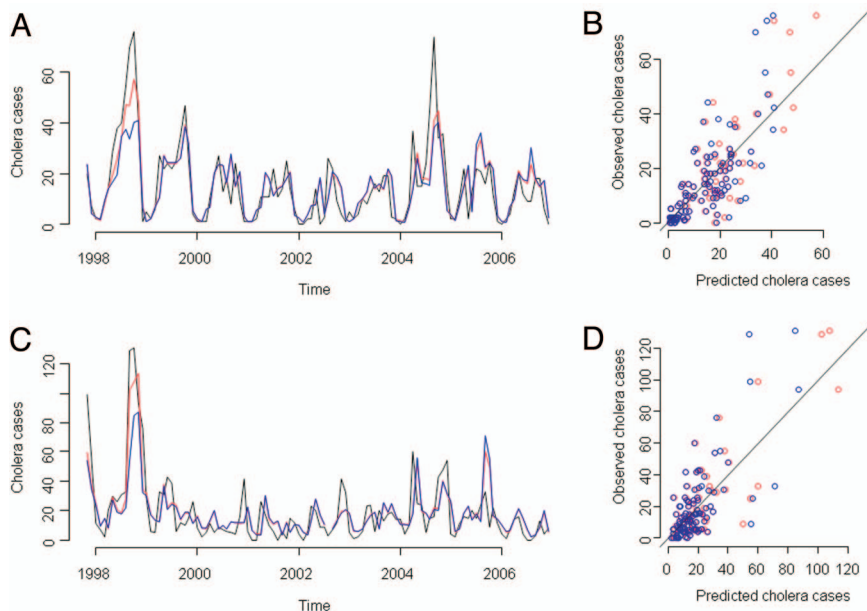 A
Cholera cases
0 20 40 60
1998 2000 2002 2004 2006
Time
B
Observed cholera cases
0 20 40 60
0 20 40 60
Predicted cholera cases
C
Cholera cases
0 20 40 60 80 120
1998 2000 2002 2004 2006
Time
D
Observed cholera cases
0 20 40 60 80 100 120
0 20 40 60 80 100 120
Predicted cholera cases